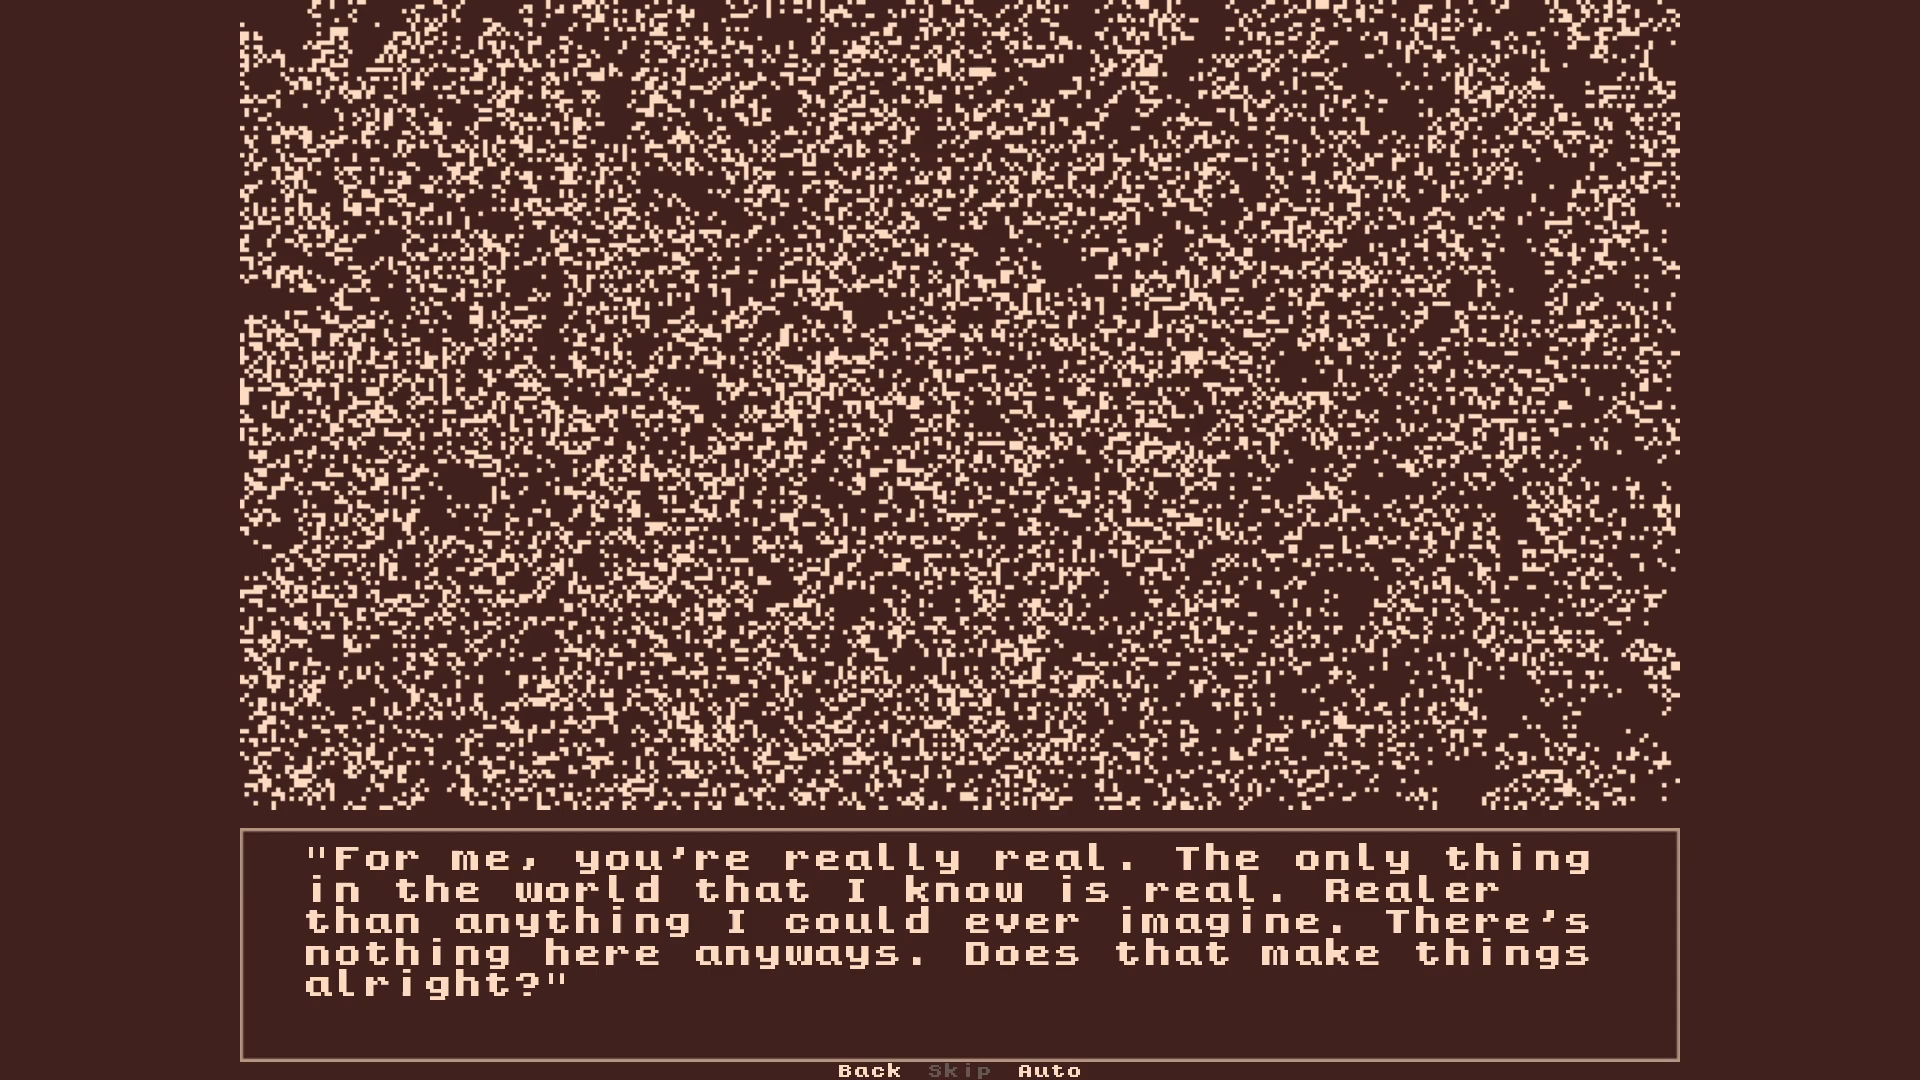 "For me, you're really real. The only thing
in the world that I know is real. Realer
than anything I could ever imagine. There's
nothing here anyways. Does that make things
alright?"
Back Skip Auto